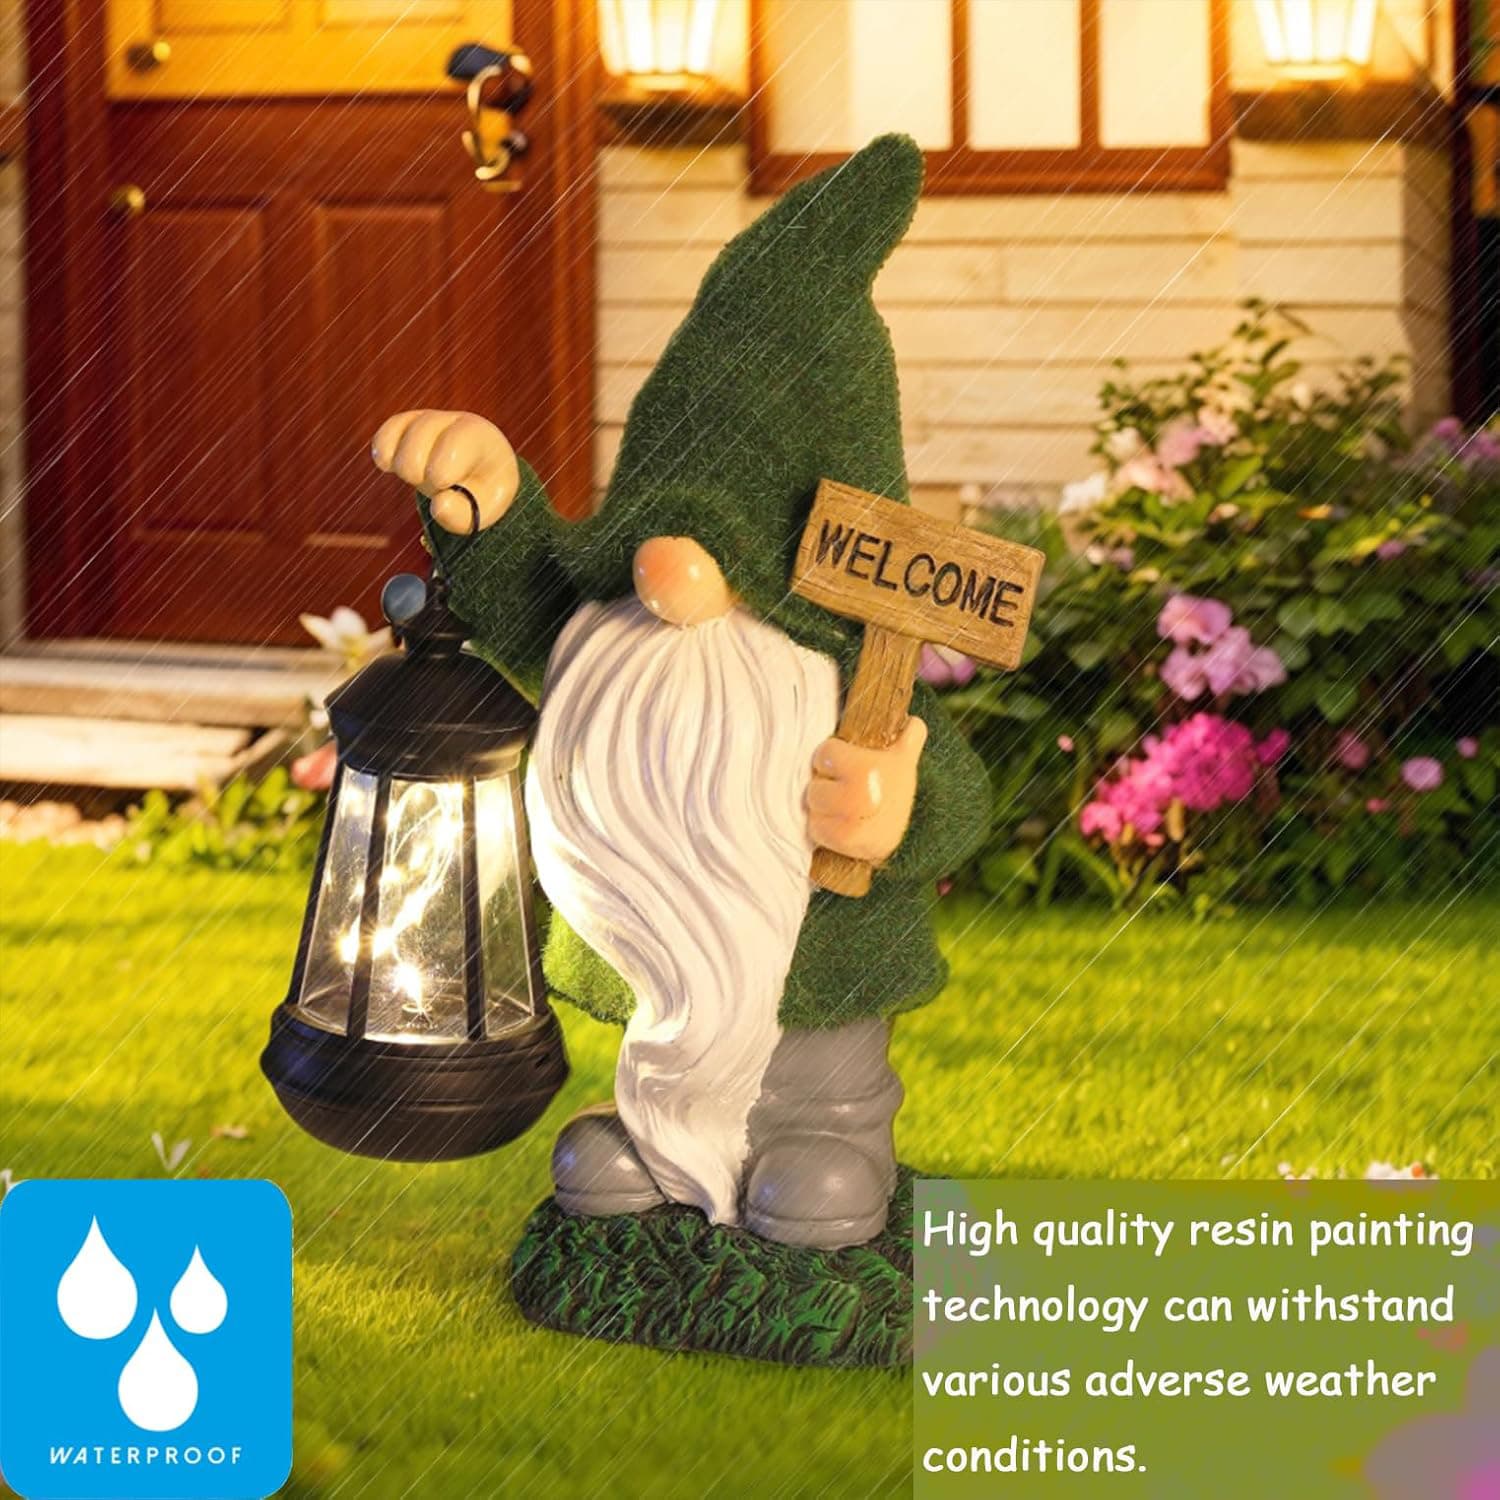 WELCOME
High quality resin painting
technology can withstand
various adverse weather
conditions.
WATERPROOF